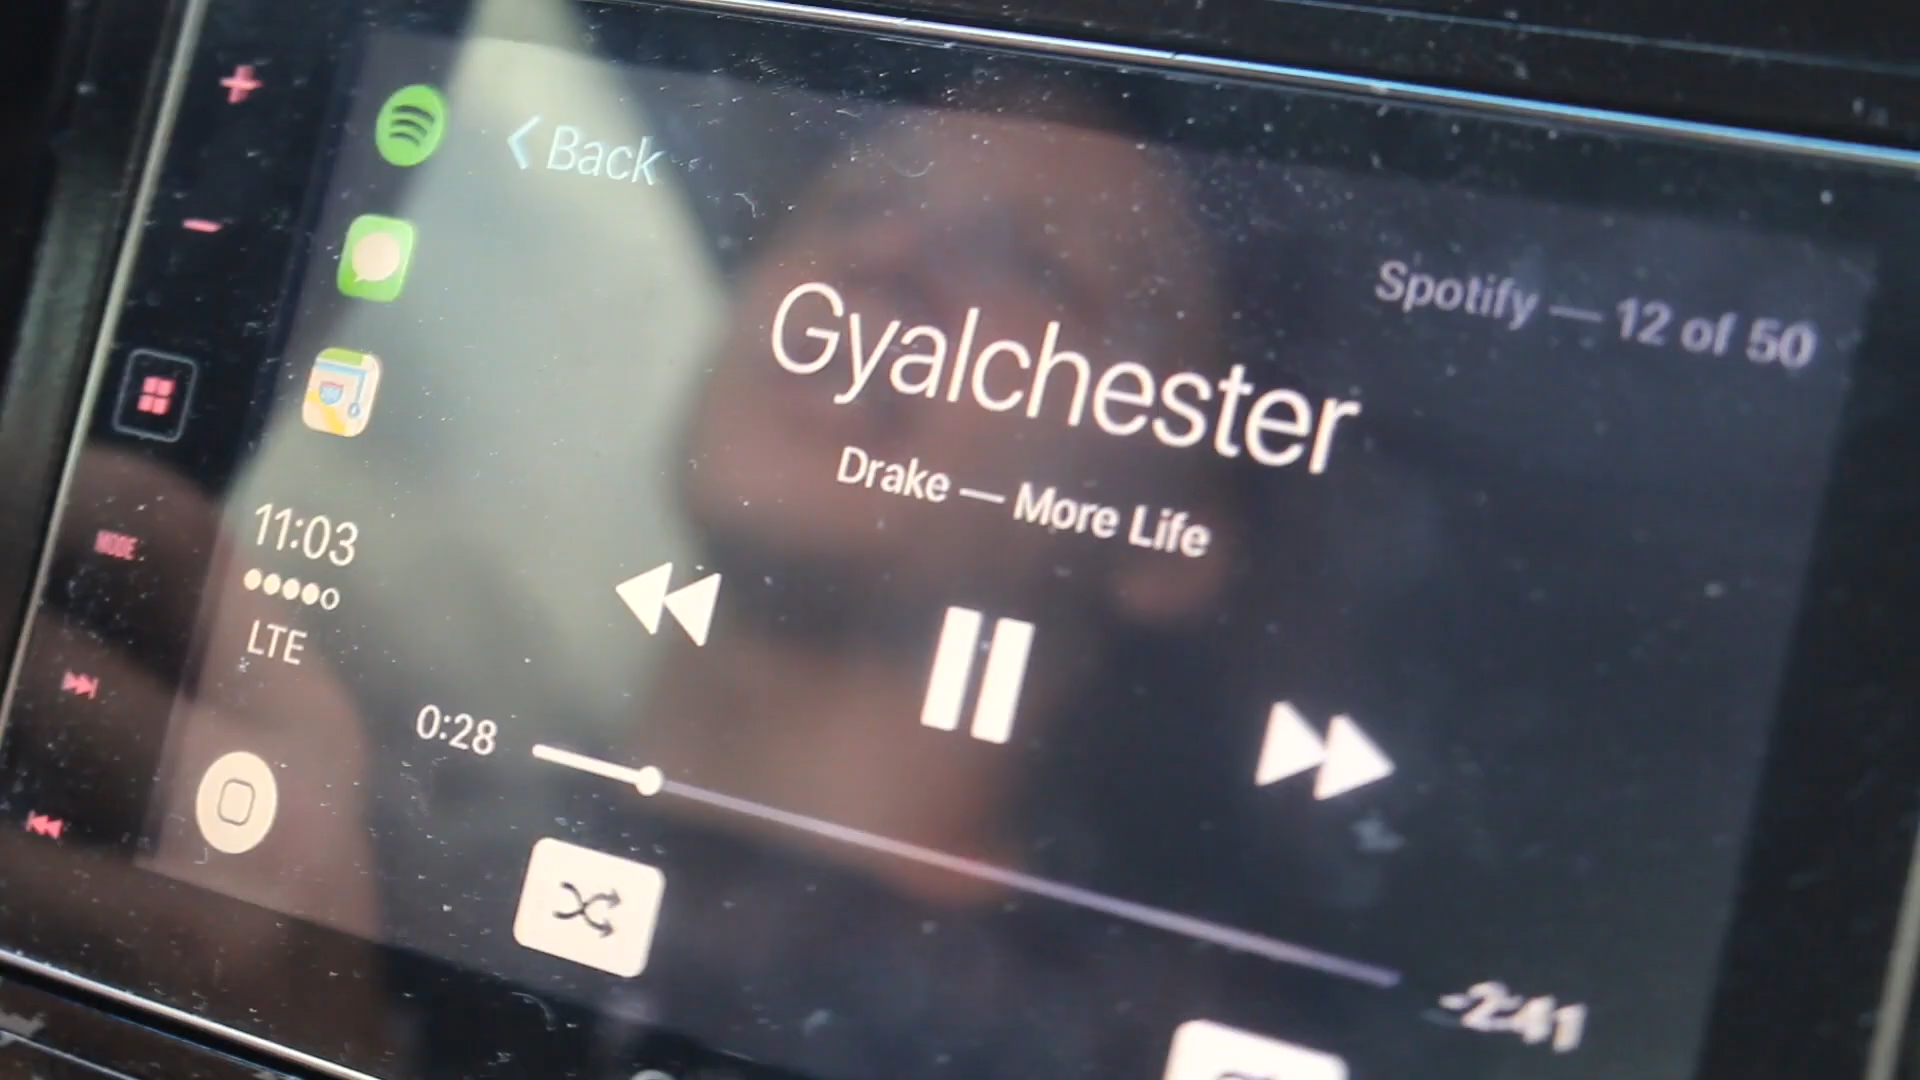 Back
Spotify — 12 of 50
Gyalchester
Drake — More Life
11:03
LTE
MODE
0:28
-2:41